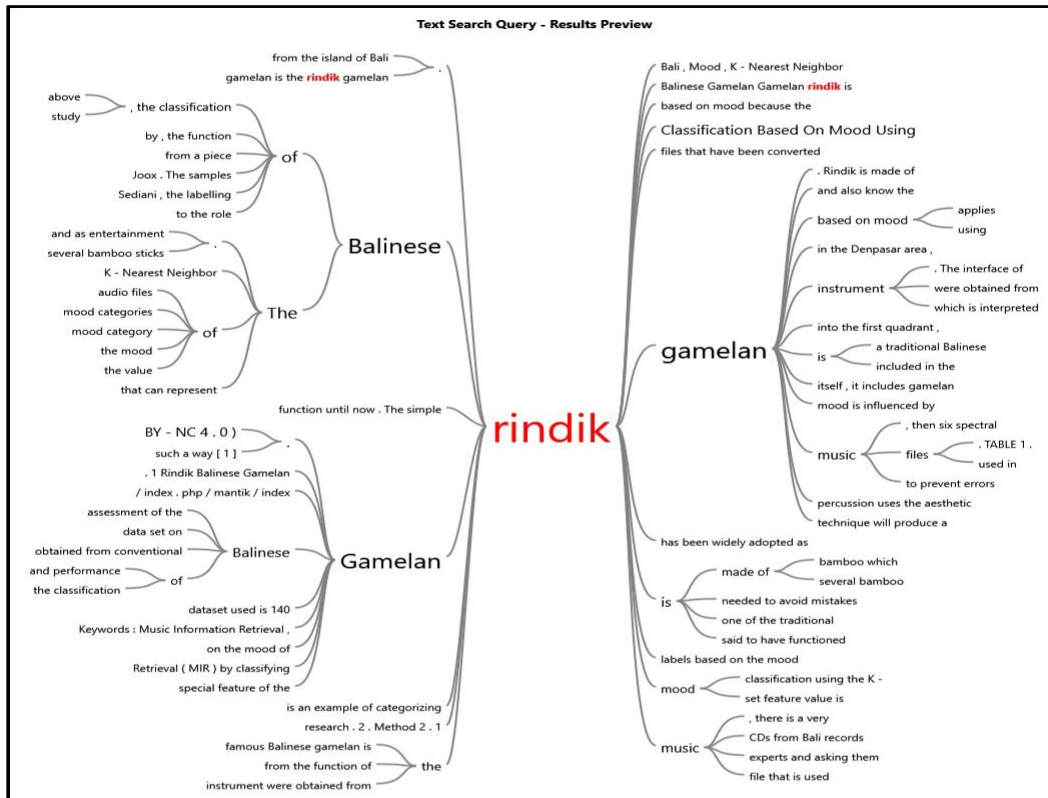 Text Search Query - Results Preview
from the island of Bali
gamelan is the rindik gamelan
.
above
study
, the classification
by , the function
from a piece
Joox . The samples
Sediani , the labelling
to the role
of
Balinese
and as entertainment
several bamboo sticks
.
K - Nearest Neighbor
audio files
mood categories
mood category
the mood
the value
of
that can represent
The
function until now . The simple
BY - NC 4 . 0 )
such a way [ 1 ]
.
. 1 Rindik Balinese Gamelan
/ index . php / mantik / index
assessment of the
data set on
obtained from conventional
and performance
the classification
of
Balinese
Gamelan
dataset used is 140
Keywords : Music Information Retrieval ,
on the mood of
Retrieval ( MIR ) by classifying
special feature of the
is an example of categorizing
research . 2 . Method 2 . 1
famous Balinese gamelan is
from the function of
instrument were obtained from
the
rindik
Bali , Mood , K - Nearest Neighbor
Balinese Gamelan Gamelan rindik is
based on mood because the
Classification Based On Mood Using
files that have been converted
gamelan
. Rindik is made of
and also know the
based on mood
applies
using
in the Denpasar area ,
instrument
. The interface of
were obtained from
which is interpreted
into the first quadrant ,
is
a traditional Balinese
included in the
itself , it includes gamelan
mood is influenced by
music
, then six spectral
files
. TABLE 1 .
used in
to prevent errors
percussion uses the aesthetic
technique will produce a
has been widely adopted as
is
made of
bamboo which
several bamboo
needed to avoid mistakes
one of the traditional
said to have functioned
labels based on the mood
mood
classification using the K -
set feature value is
music
, there is a very
CDs from Bali records
experts and asking them
file that is used